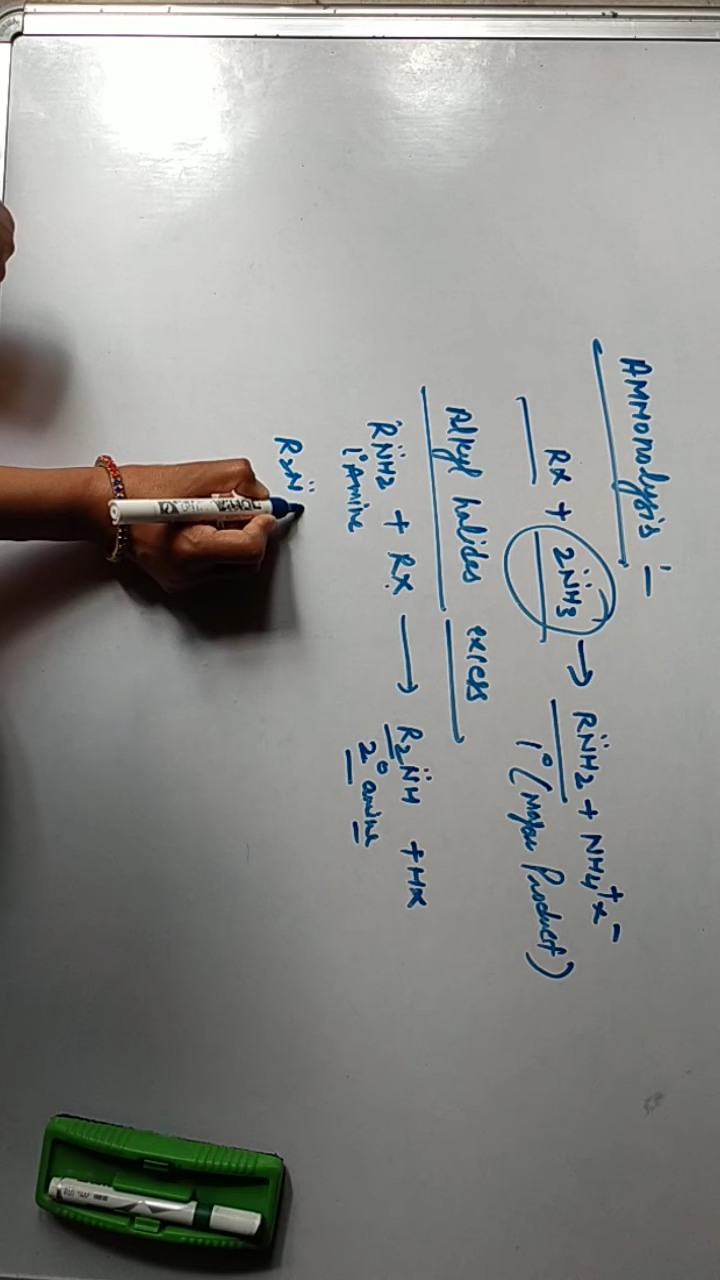 AMMonolysis :-
RX + 2N̈H3 → RN̈H2 + NH4+ X-
1° (Major Product)
Alkyl halides excess
RN̈H2 + RX → R2N̈H + HX
1° Amine 2° amine
R2N̈